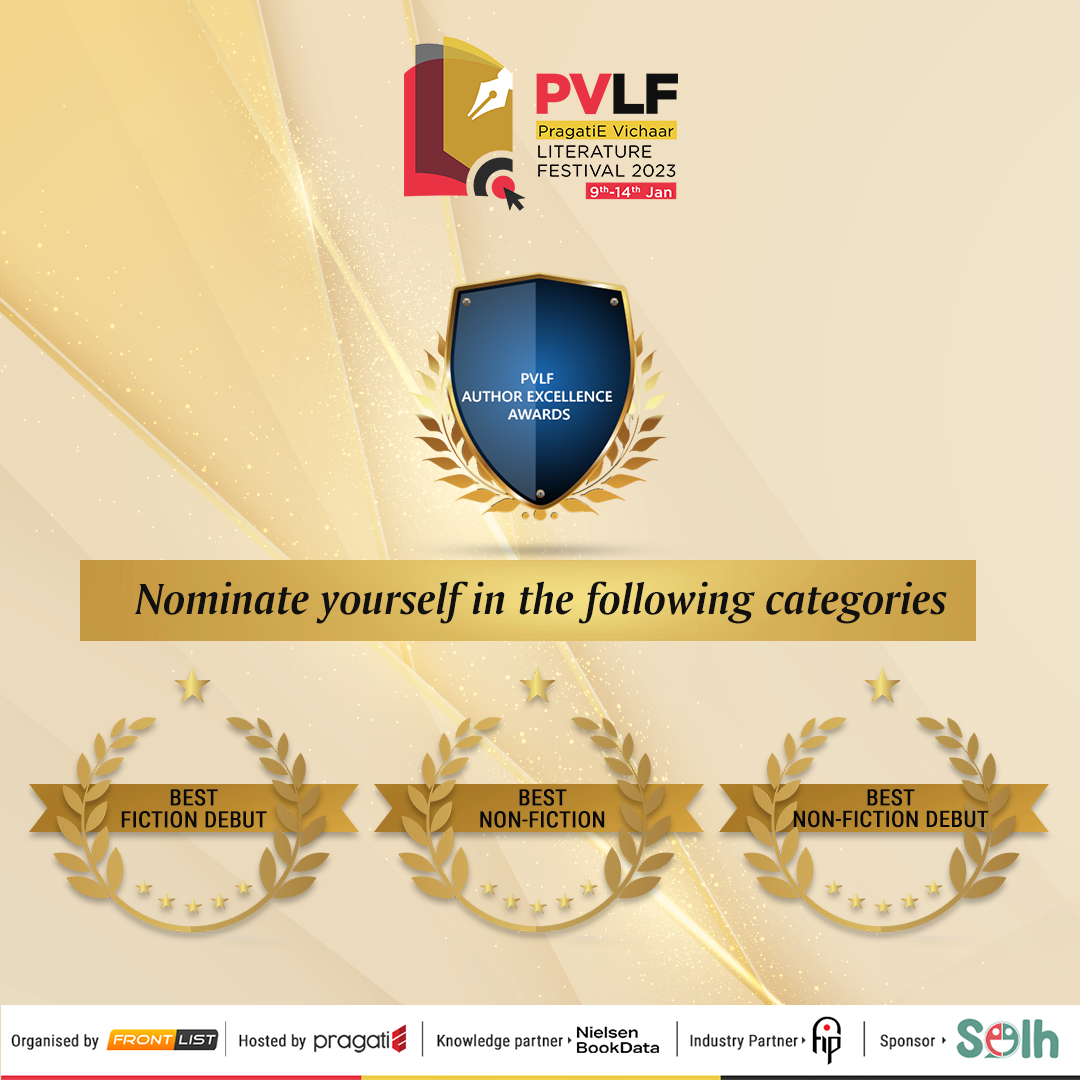 PVLF
PragatiE Vichaar
LITERATURE
FESTIVAL 2023
9th-14th Jan
PVLF
AUTHOR EXCELLENCE
AWARDS
Nominate yourself in the following categories
BEST
FICTION DEBUT
BEST
NON-FICTION
BEST
NON-FICTION DEBUT
Organised by FRONT LIST
Hosted by pragatiE
Knowledge partner Nielsen
BookData
Industry Partner fip
Sponsor Solh